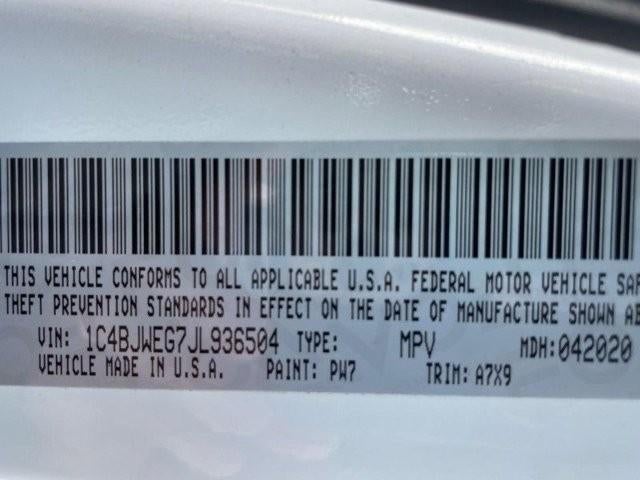 THIS VEHICLE CONFORMS TO ALL APPLICABLE U.S.A. FEDERAL MOTOR VEHICLE SAF
THEFT PREVENTION STANDARDS IN EFFECT ON THE DATE OF MANUFACTURE SHOWN AB
VIN: 1C4BJWEG7JL936504 TYPE: MPV MDH:042020
VEHICLE MADE IN U.S.A. PAINT: PW7 TRIM: A7X9